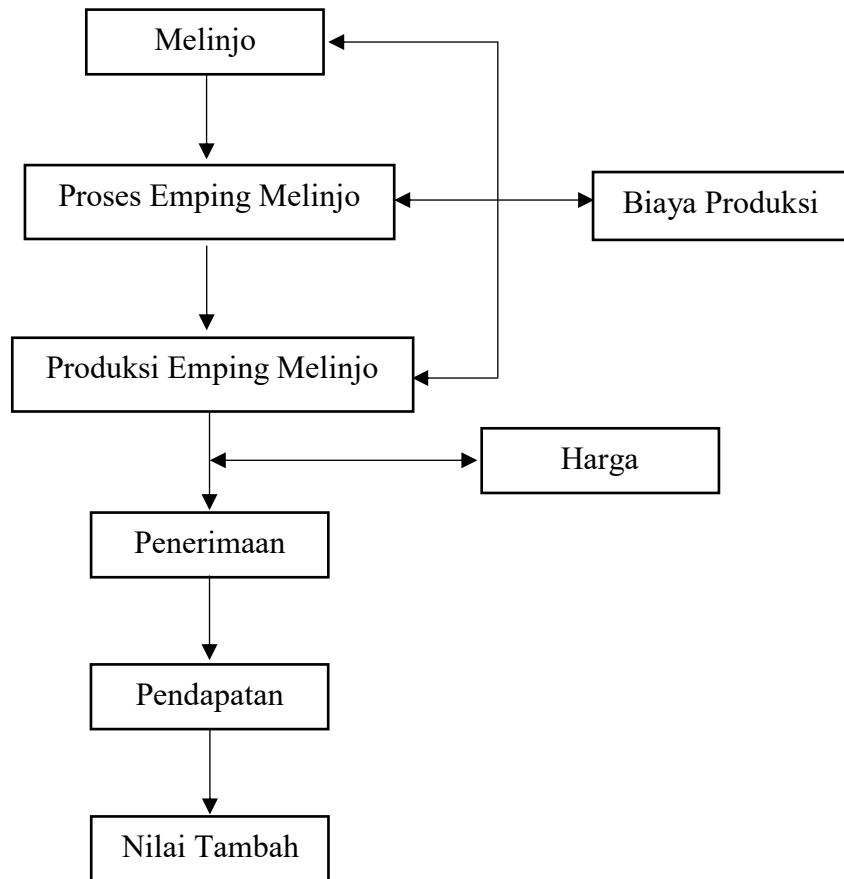 Melinjo
Proses Emping Melinjo
Biaya Produksi
Produksi Emping Melinjo
Harga
Penerimaan
Pendapatan
Nilai Tambah